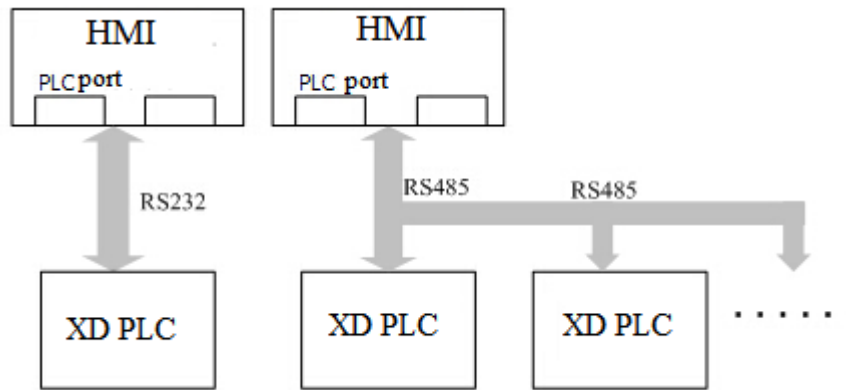 HMI
HMI
PLC port
PLC port
RS232
RS485
RS485
XD PLC
XD PLC
XD PLC
.....